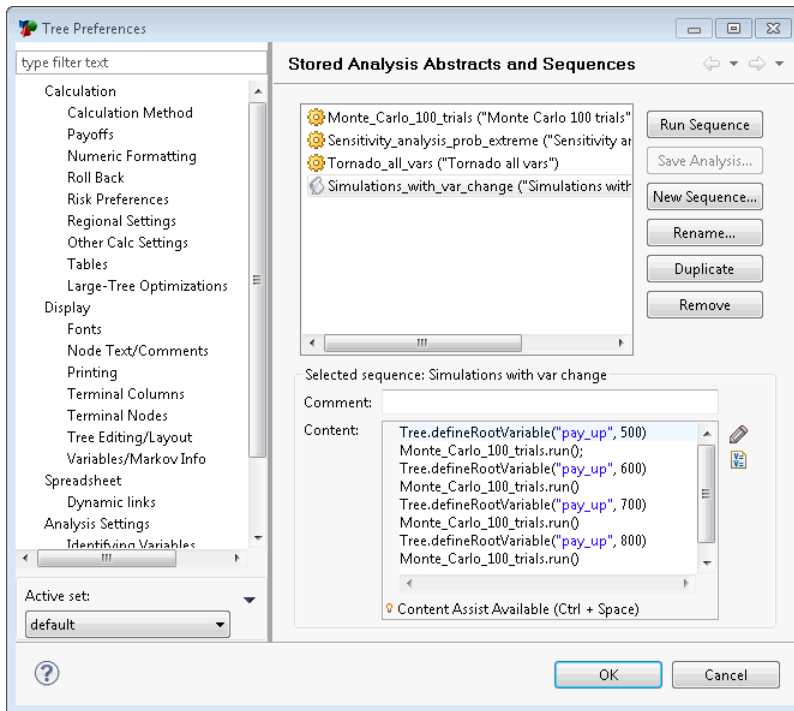 Tree Preferences
type filter text
Calculation
Calculation Method
Payoffs
Numeric Formatting
Roll Back
Risk Preferences
Regional Settings
Other Calc Settings
Tables
Large-Tree Optimizations
Display
Fonts
Node Text/Comments
Printing
Terminal Columns
Terminal Nodes
Tree Editing/Layout
Variables/Markov Info
Spreadsheet
Dynamic links
Analysis Settings
Identifying Variables
Active set:
default
Stored Analysis Abstracts and Sequences
Monte_Carlo_100_trials ("Monte Carlo 100 trials"
Sensitivity_analysis_prob_extreme ("Sensitivity ar
Tornado_all_vars ("Tornado all vars")
Simulations_with_var_change ("Simulations with
Run Sequence
Save Analysis...
New Sequence...
Rename...
Duplicate
Remove
Selected sequence: Simulations with var change
Comment:
Content:
Tree.defineRootVariable("pay_up", 500)
Monte_Carlo_100_trials.run();
Tree.defineRootVariable("pay_up", 600)
Monte_Carlo_100_trials.run()
Tree.defineRootVariable("pay_up", 700)
Monte_Carlo_100_trials.run()
Tree.defineRootVariable("pay_up", 800)
Monte_Carlo_100_trials.run()
Content Assist Available (Ctrl + Space)
OK
Cancel